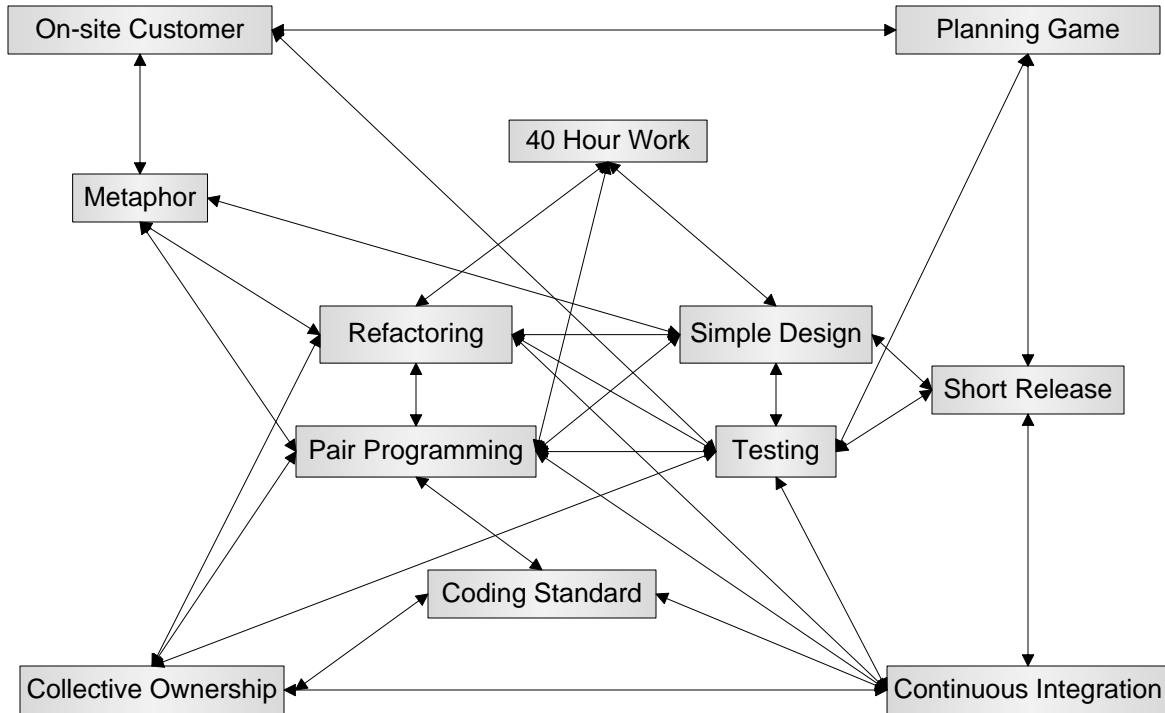 On-site Customer
Planning Game
40 Hour Work
Metaphor
Refactoring
Simple Design
Short Release
Pair Programming
Testing
Coding Standard
Collective Ownership
Continuous Integration